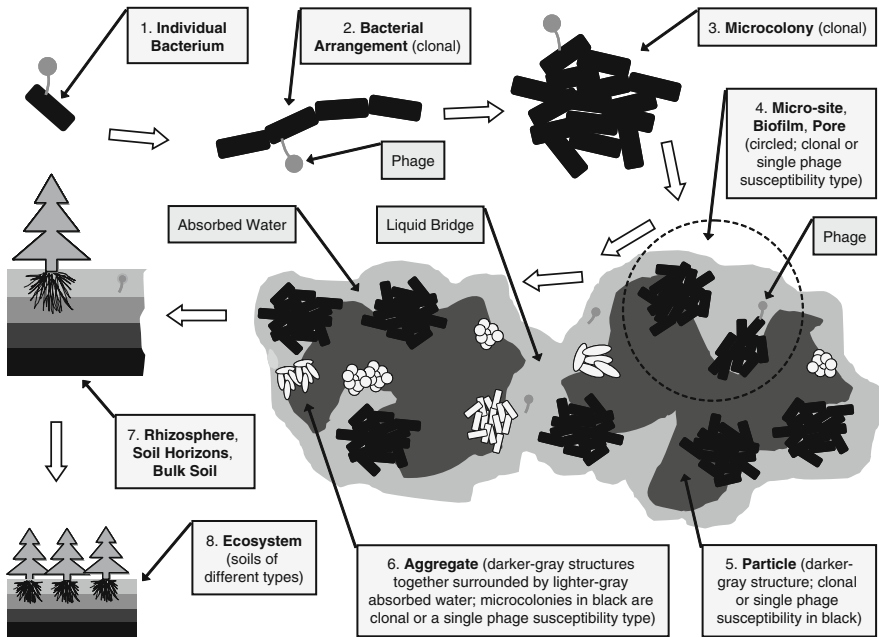 1. Individual
Bacterium
2. Bacterial
Arrangement (clonal)
3. Microcolony (clonal)
4. Micro-site,
Biofilm, Pore
(circled; clonal or
single phage
susceptibility type)
Phage
Absorbed Water
Liquid Bridge
Phage
7. Rhizosphere,
Soil Horizons,
Bulk Soil
8. Ecosystem
(soils of
different types)
6. Aggregate (darker-gray structures
together surrounded by lighter-gray
absorbed water; microcolonies in black are
clonal or a single phage susceptibility type)
5. Particle (darker-
gray structure; clonal
or single phage
susceptibility in black)